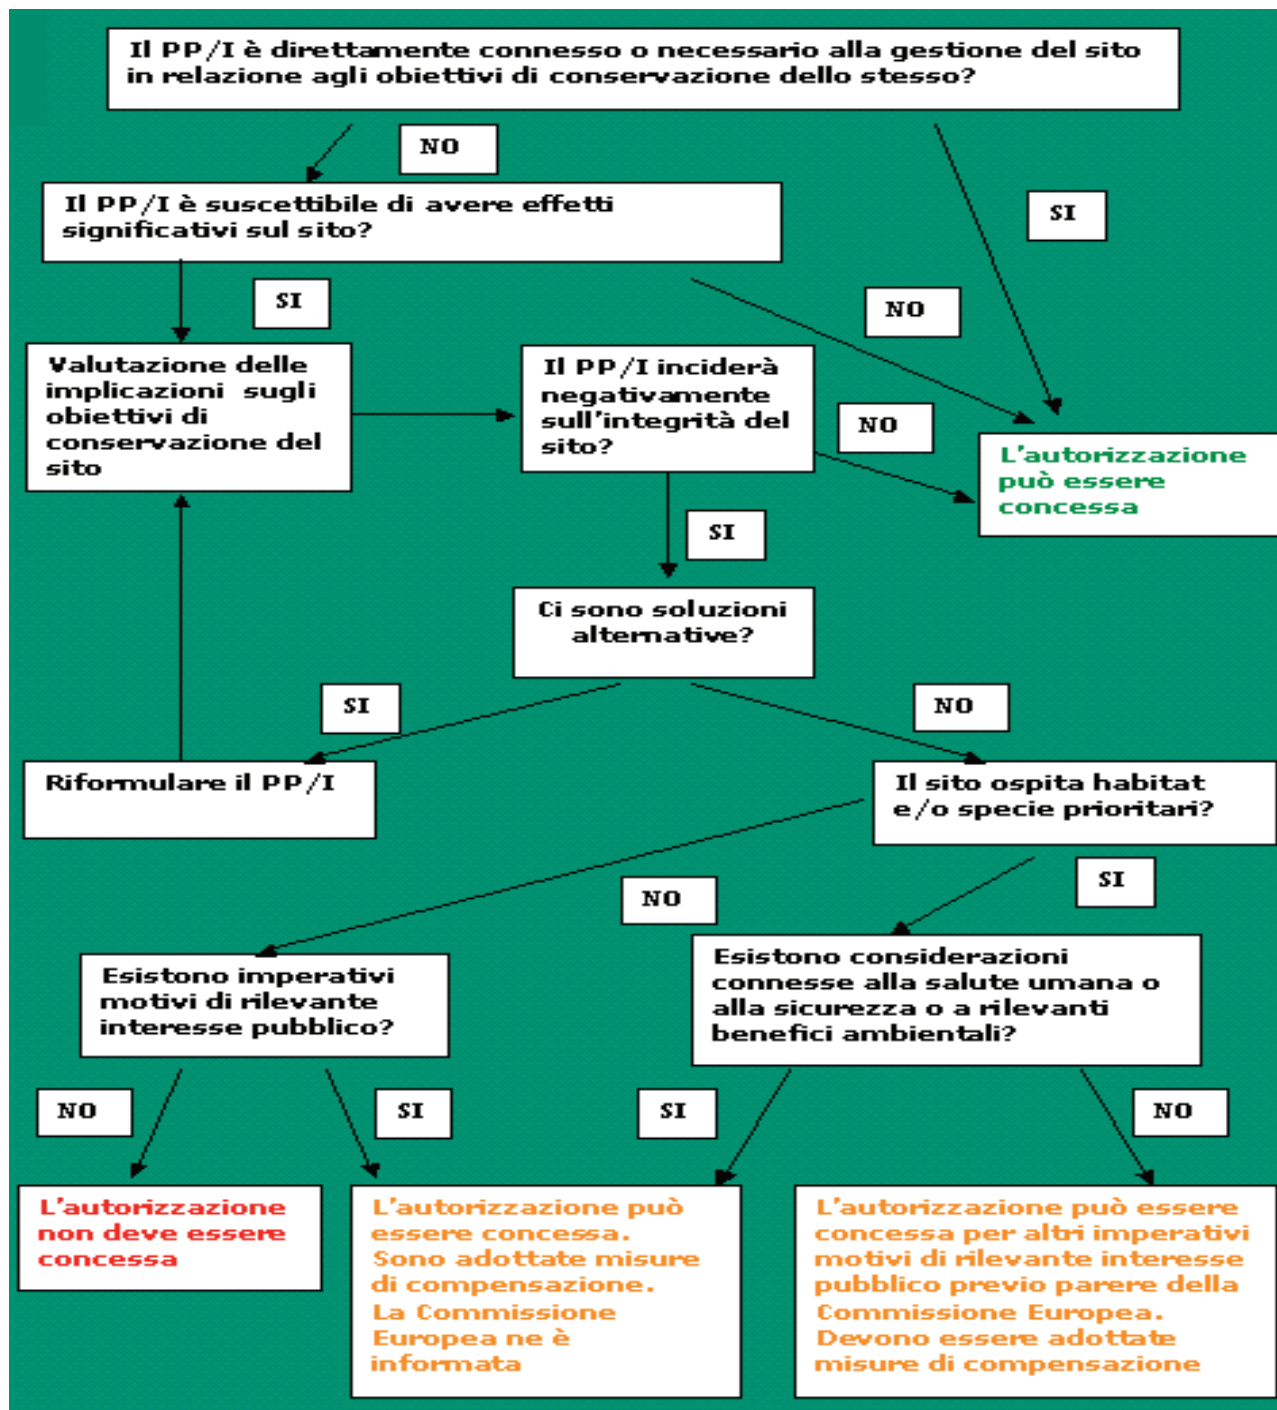 Il PP/I è direttamente connesso o necessario alla gestione del sito
in relazione agli obiettivi di conservazione dello stesso?
NO
SI
Il PP/I è suscettibile di avere effetti
significativi sul sito?
SI
NO
Valutazione delle
implicazioni sugli
obiettivi di
conservazione del
sito
Il PP/I inciderà
negativamente
sull'integrità del
sito?
NO
L'autorizzazione
può essere
concessa
SI
Ci sono soluzioni
alternative?
SI
NO
Riformulare il PP/I
Il sito ospita habitat
e/o specie prioritari?
NO
SI
Esistono imperativi
motivi di rilevante
interesse pubblico?
Esistono considerazioni
connesse alla salute umana o
alla sicurezza o a rilevanti
benefici ambientali?
NO
SI
SI
NO
L'autorizzazione
non deve essere
concessa
L'autorizzazione può
essere concessa.
Sono adottate misure
di compensazione.
La Commissione
Europea ne è
informata
L'autorizzazione può essere
concessa per altri imperativi
motivi di rilevante interesse
pubblico previo parere della
Commissione Europea.
Devono essere adottate
misure di compensazione